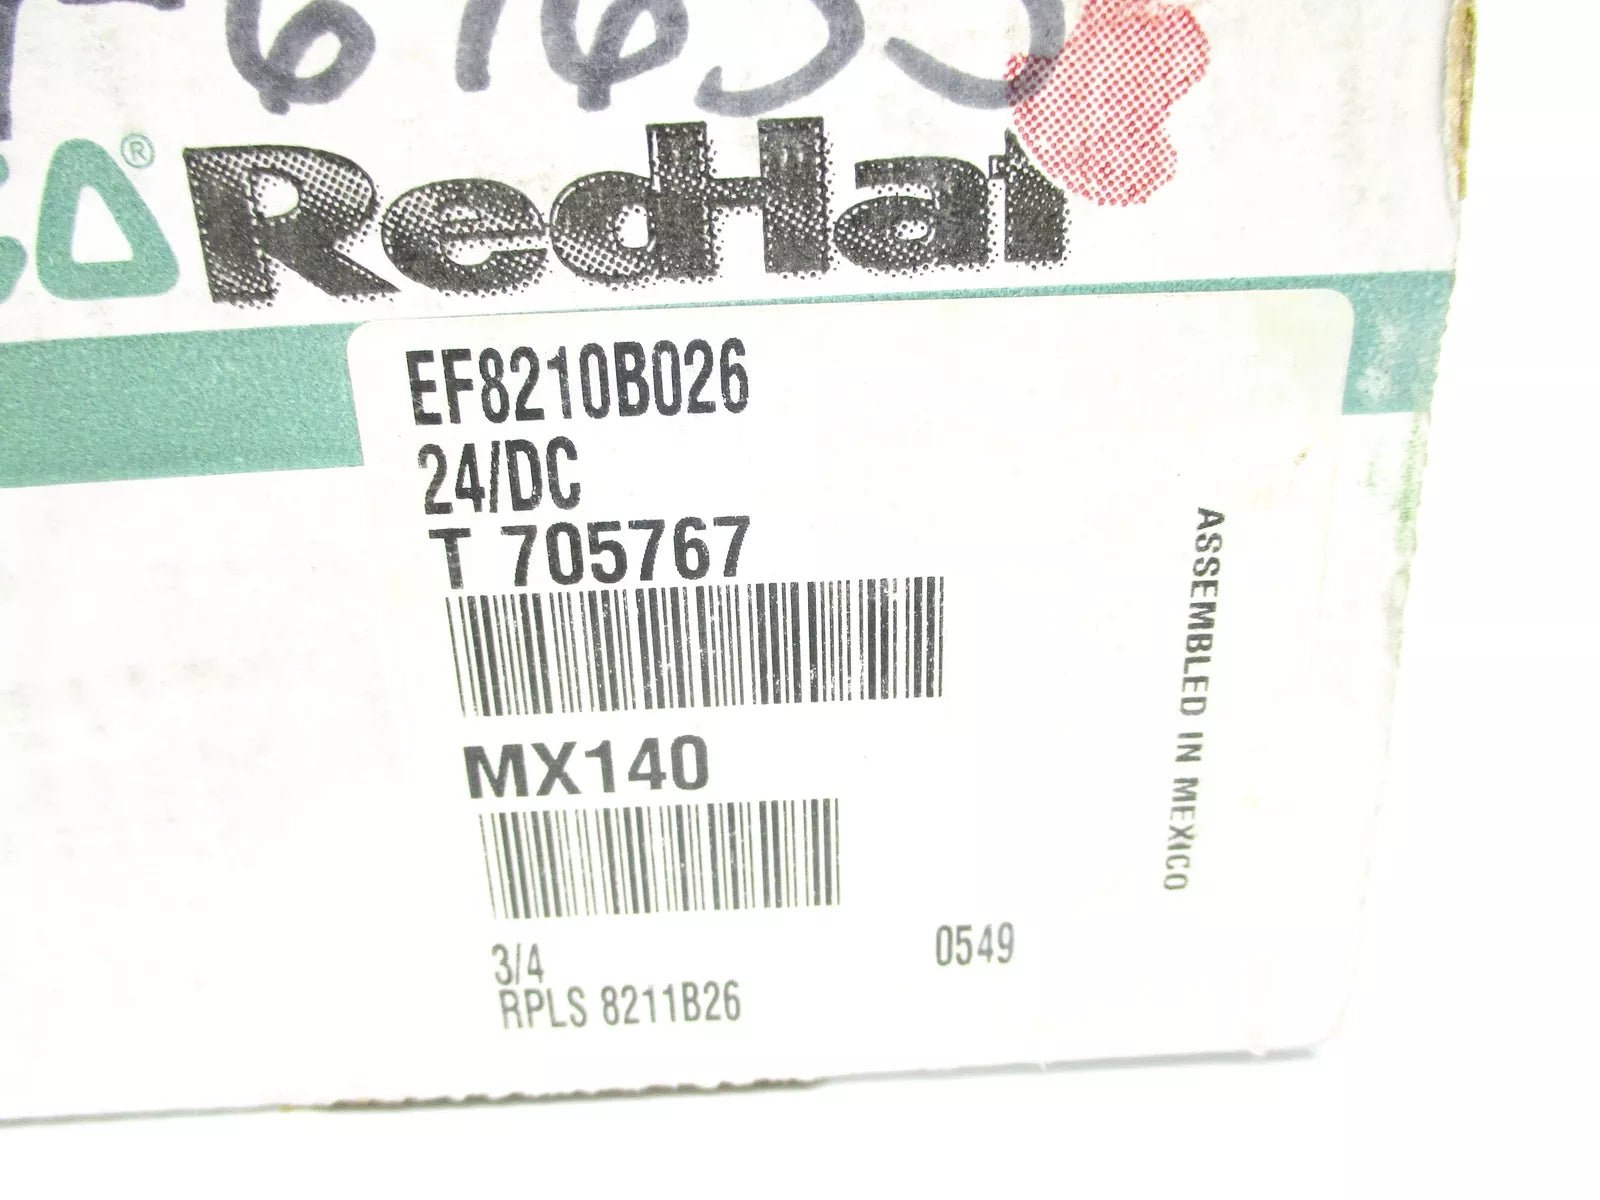 ® RedHat
EF8210B026
24/DC
T 705767
MX140
3/4
0549
RPLS 8211B26
ASSEMBLED IN MEXICO